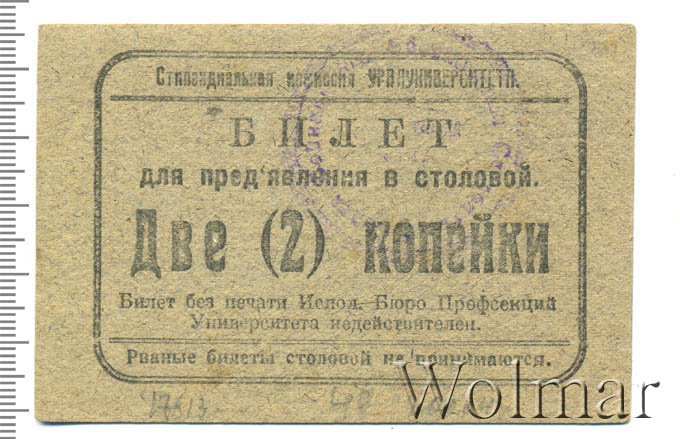 Стипендиальная комиссия УРАЛУНИВЕРСИТЕТА.
БИЛЕТ
для пред'явления в столовой.
Две (2) копейки
Билет без печати Испол. Бюро Профсекций
Университета недействителен.
Рваные билеты столовой не принимаются.
Wolmar